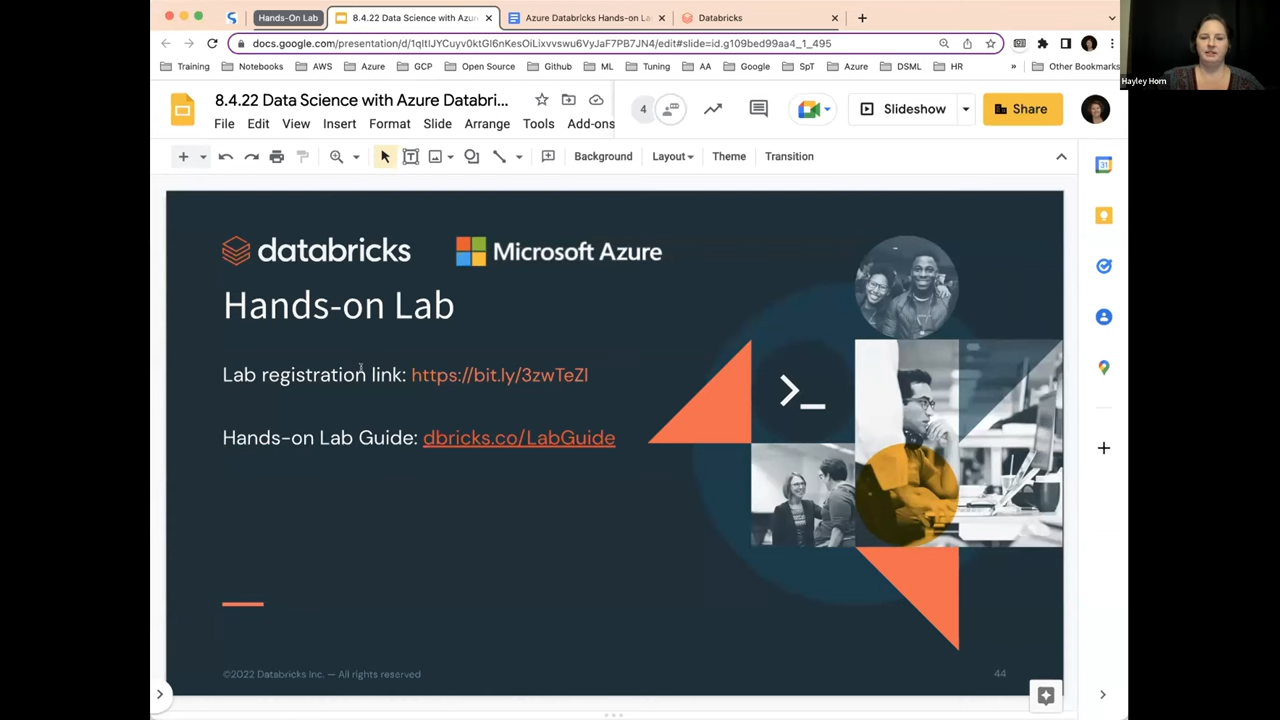 Hands-On Lab
8.4.22 Data Science with Azur
Azure Databricks Hands-on La
Databricks
docs.google.com/presentation/d/1qItIJYCuyv0ktGI6nKesOiLixvvswu6VyJaF7PB7JN4/edit#slide=id.g109bed99aa4_1_495
Training
Notebooks
AWS
Azure
GCP
Open Source
Github
ML
Tuning
AA
Google
SpT
Azure
DSML
HR
»
Other Bookmarks
Hayley Horn
8.4.22 Data Science with Azure Databri...
4
Slideshow
Share
File Edit View Insert Format Slide Arrange Tools Add-ons
Background Layout Theme Transition
31
databricks
Microsoft Azure
Hands-on Lab
Lab registration link: https://bit.ly/3zwTeZI
Hands-on Lab Guide: dbricks.co/LabGuide
>_
©2022 Databricks Inc. — All rights reserved
44